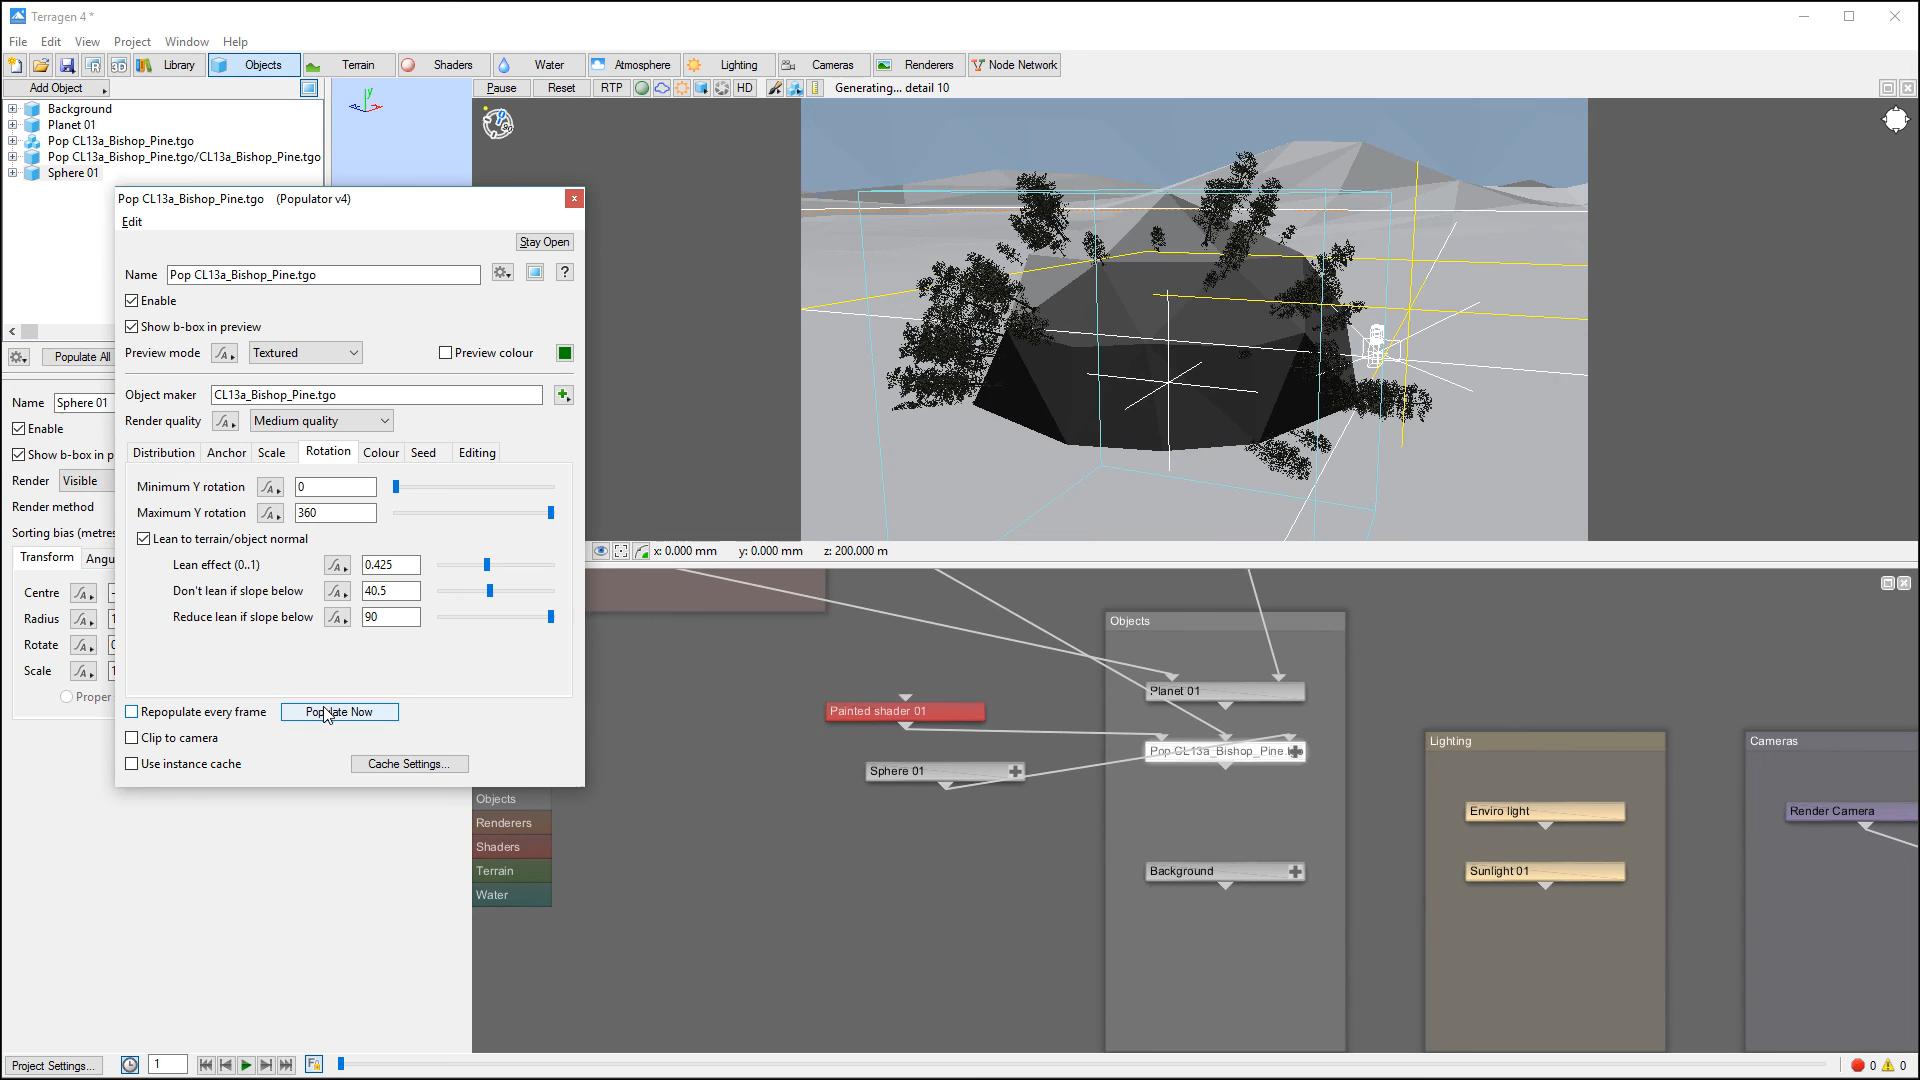 Terragen 4 *
File Edit View Project Window Help
Library Objects Terrain Shaders Water Atmosphere Lighting Cameras Renderers Node Network
Add Object Pause Reset RTP HD Generating... detail 10
Background
Planet 01
Pop CL13a_Bishop_Pine.tgo
Pop CL13a_Bishop_Pine.tgo/CL13a_Bishop_Pine.tgo
Sphere 01
Populate All
Name Sphere 01
Enable
Show b-box in p
Render Visible
Render method
Sorting bias (metres
Transform Angu
Centre
Radius
Rotate
Scale
Proper
Pop CL13a_Bishop_Pine.tgo (Populator v4)
Edit
Stay Open
Name Pop CL13a_Bishop_Pine.tgo ?
Enable
Show b-box in preview
Preview mode Textured Preview colour
Object maker CL13a_Bishop_Pine.tgo
Render quality Medium quality
Distribution Anchor Scale Rotation Colour Seed Editing
Minimum Y rotation 0
Maximum Y rotation 360
Lean to terrain/object normal
Lean effect (0..1) 0.425
Don't lean if slope below 40.5
Reduce lean if slope below 90
Repopulate every frame Populate Now
Clip to camera
Use instance cache Cache Settings...
x: 0.000 mm y: 0.000 mm z: 200.000 m
Objects
Planet 01
Painted shader 01
Pop CL13a_Bishop_Pine.tgo
Sphere 01
Background
Lighting
Enviro light
Sunlight 01
Cameras
Render Camera
Objects
Renderers
Shaders
Terrain
Water
Project Settings... 1 0 0